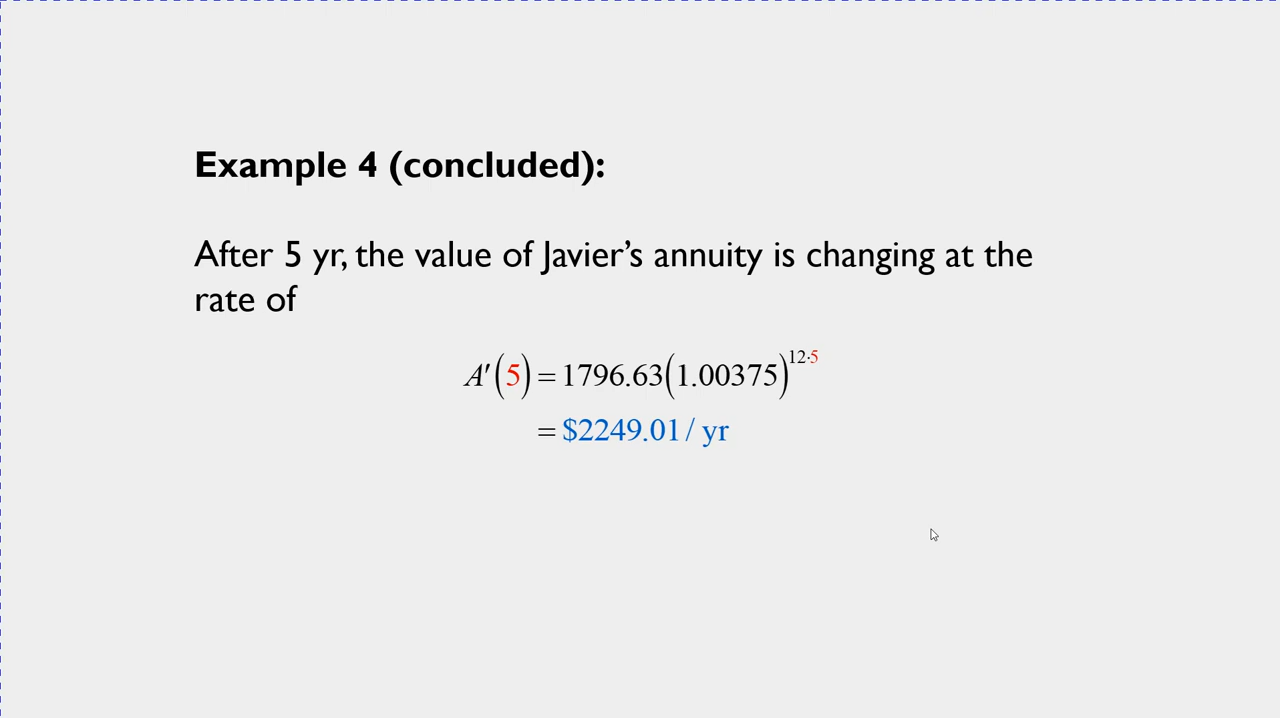 Example 4 (concluded):
After 5 yr, the value of Javier’s annuity is changing at the
rate of
A′(5) = 1796.63(1.00375)^{12·5}
= $2249.01 / yr